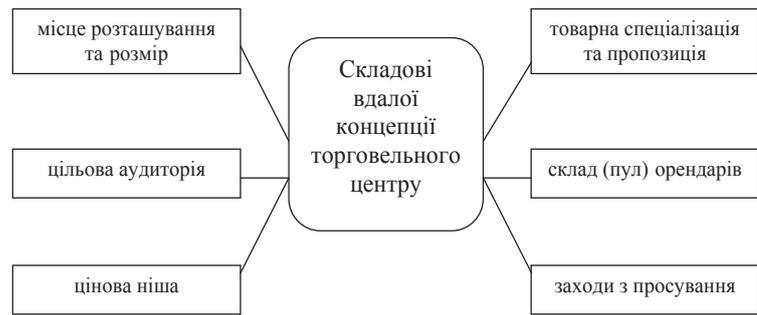 місце розташування
та розмір
цільова аудиторія
цінова ніша
Складові
вдалої
концепції
торговельного
центру
товарна спеціалізація
та пропозиція
склад (пул) орендарів
заходи з просування